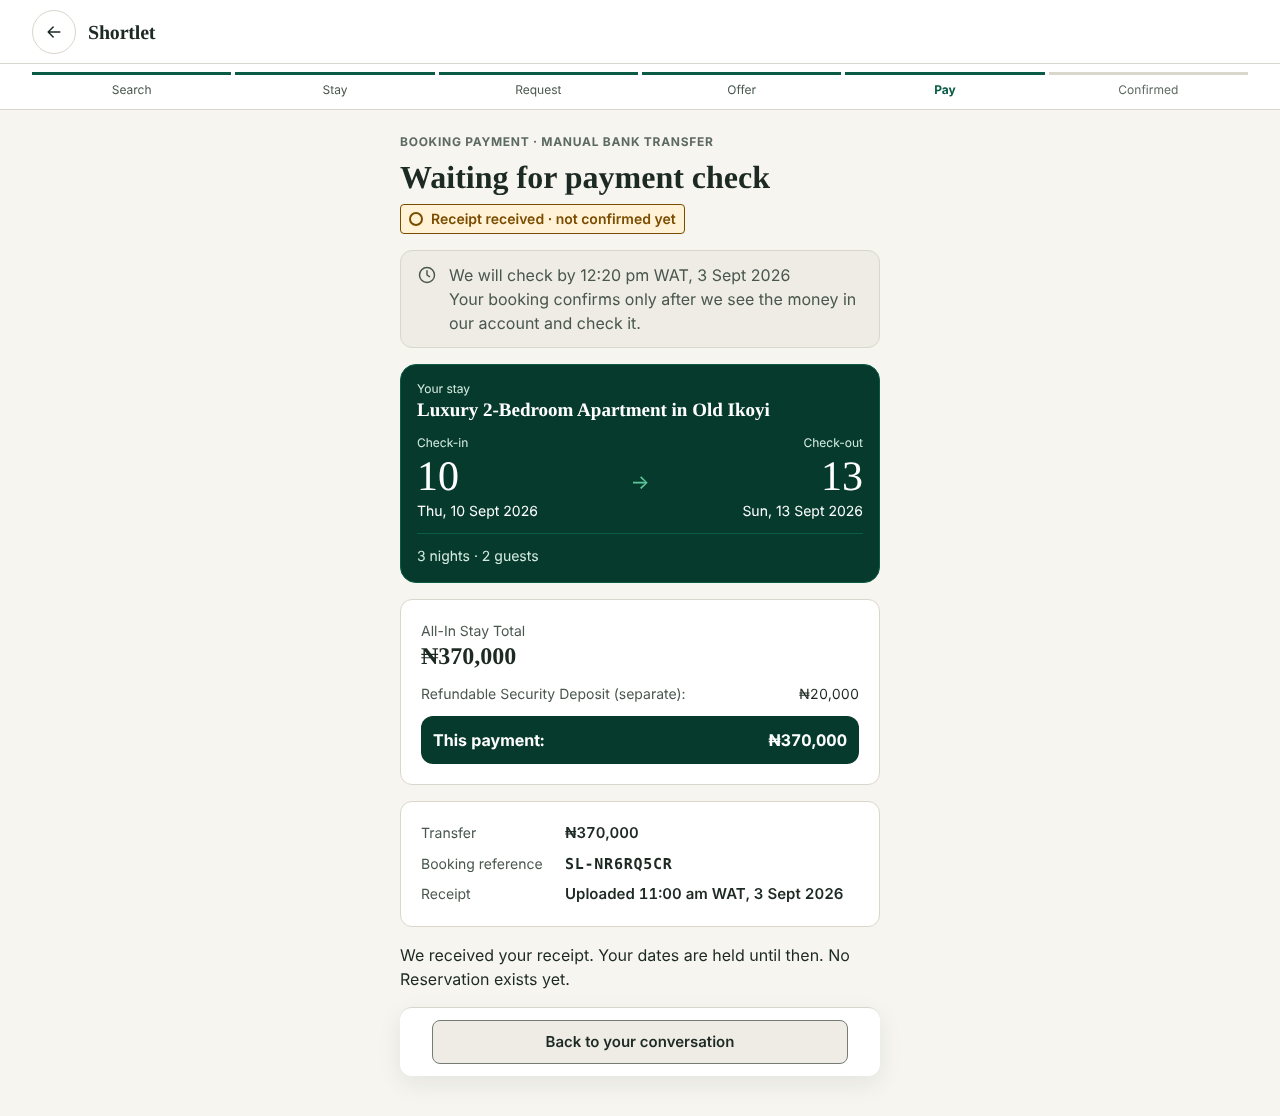 Shortlet
Search
Stay
Request
Offer
Pay
Confirmed
BOOKING PAYMENT · MANUAL BANK TRANSFER
Waiting for payment check
Receipt received · not confirmed yet
We will check by 12:20 pm WAT, 3 Sept 2026
Your booking confirms only after we see the money in
our account and check it.
Your stay
Luxury 2-Bedroom Apartment in Old Ikoyi
Check-in
Check-out
10
→
13
Thu, 10 Sept 2026
Sun, 13 Sept 2026
3 nights · 2 guests
All-In Stay Total
₦370,000
Refundable Security Deposit (separate):
₦20,000
This payment:
₦370,000
Transfer
₦370,000
Booking reference
SL-NR6RQ5CR
Receipt
Uploaded 11:00 am WAT, 3 Sept 2026
We received your receipt. Your dates are held until then. No
Reservation exists yet.
Back to your conversation